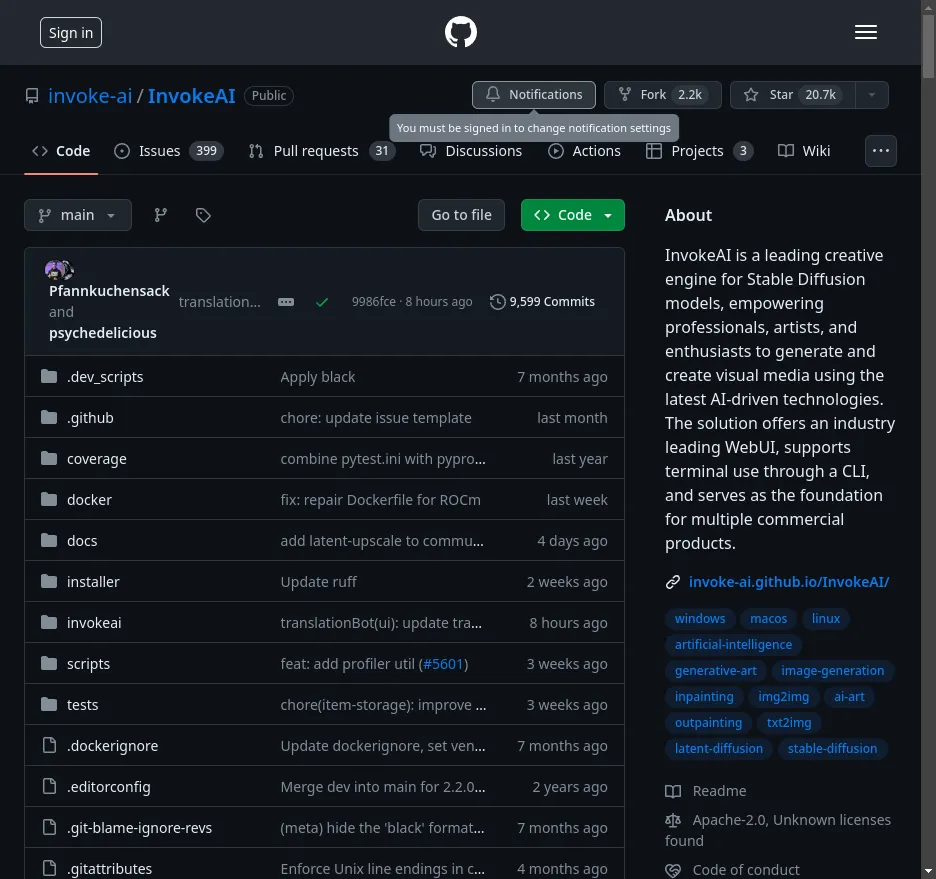 Sign in
invoke-ai / InvokeAI Public
Notifications
Fork 2.2k
Star 20.7k
You must be signed in to change notification settings
Code
Issues 399
Pull requests 31
Discussions
Actions
Projects 3
Wiki
main
Go to file
Code
Pfannkuchensack
and
psychedelicious
translation...
9986fce · 8 hours ago
9,599 Commits
.dev_scripts Apply black 7 months ago
.github chore: update issue template last month
coverage combine pytest.ini with pypro... last year
docker fix: repair Dockerfile for ROCm last week
docs add latent-upscale to commu... 4 days ago
installer Update ruff 2 weeks ago
invokeai translationBot(ui): update tra... 8 hours ago
scripts feat: add profiler util (#5601) 3 weeks ago
tests chore(item-storage): improve ... 3 weeks ago
.dockerignore Update dockerignore, set ven... 7 months ago
.editorconfig Merge dev into main for 2.2.0... 2 years ago
.git-blame-ignore-revs (meta) hide the 'black' format... 7 months ago
.gitattributes Enforce Unix line endings in c... 4 months ago
About
InvokeAI is a leading creative
engine for Stable Diffusion
models, empowering
professionals, artists, and
enthusiasts to generate and
create visual media using the
latest AI-driven technologies.
The solution offers an industry
leading WebUI, supports
terminal use through a CLI,
and serves as the foundation
for multiple commercial
products.
invoke-ai.github.io/InvokeAI/
windows macos linux
artificial-intelligence
generative-art image-generation
inpainting img2img ai-art
outpainting txt2img
latent-diffusion stable-diffusion
Readme
Apache-2.0, Unknown licenses
found
Code of conduct